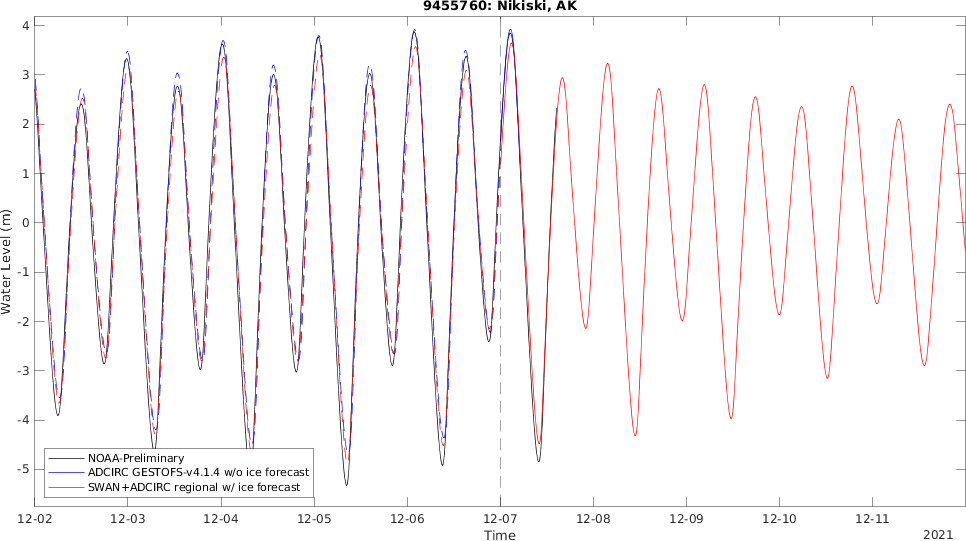 9455760: Nikiski, AK
4
3
2
1
0
-1
-2
-3
-4
-5
Water Level (m)
NOAA-Preliminary
ADCIRC GESTOFS-v4.1.4 w/o ice forecast
SWAN+ADCIRC regional w/ ice forecast
12-02 12-03 12-04 12-05 12-06 12-07 12-08 12-09 12-10 12-11
Time
2021